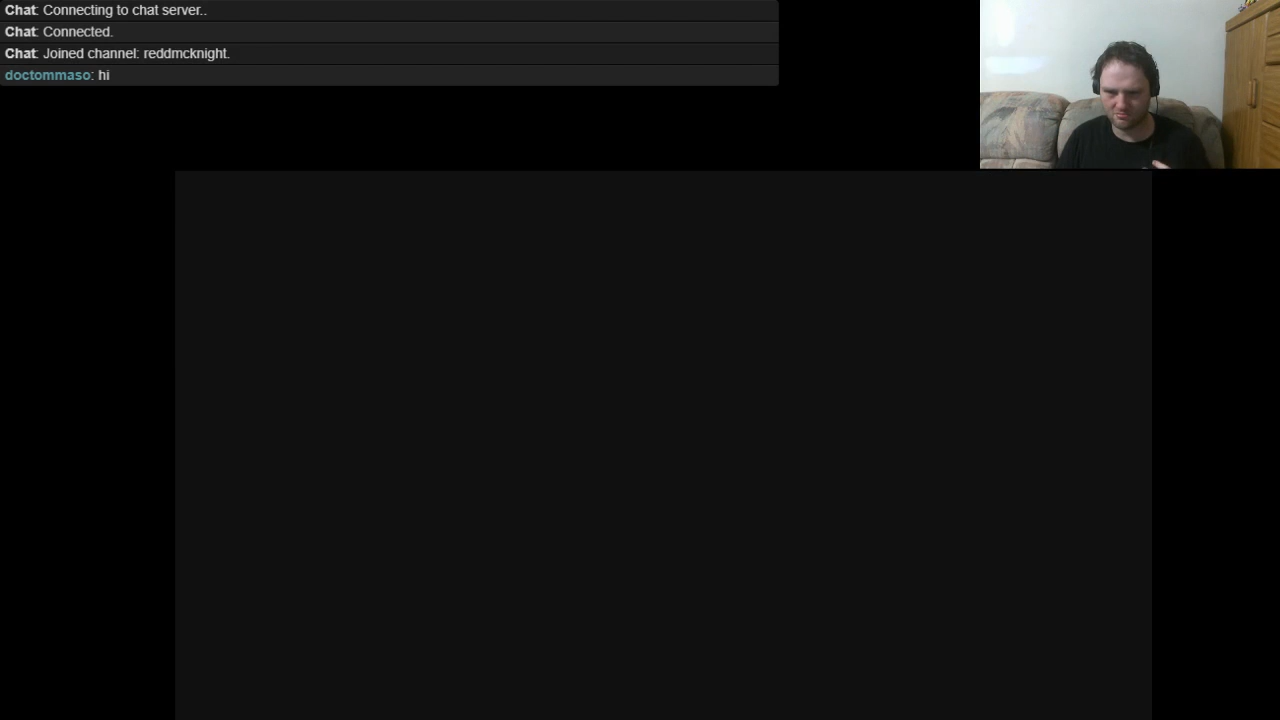 Chat: Connecting to chat server..
Chat: Connected.
Chat: Joined channel: reddmcknight.
doctommaso: hi